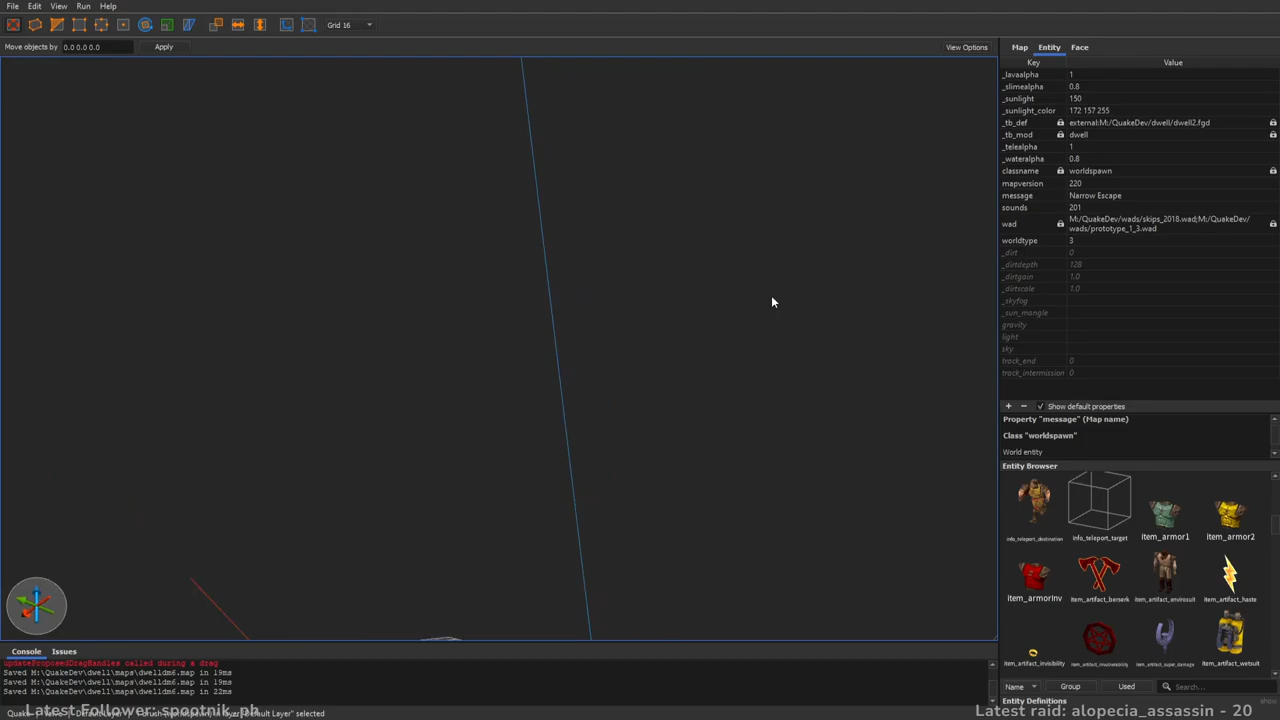 File Edit View Run Help
Grid 16
Move objects by 0.0 0.0 0.0 Apply View Options
Map Entity Face
Key Value
_lavaalpha 1
_slimealpha 0.8
_sunlight 150
_sunlight_color 172 157 255
_tb_def external:M:/QuakeDev/dwell/dwell2.fgd
_tb_mod dwell
_telealpha 1
_wateralpha 0.8
classname worldspawn
mapversion 220
message Narrow Escape
sounds 201
wad M:/QuakeDev/wads/skips_2018.wad;M:/QuakeDev/
wads/prototype_1_3.wad
worldtype 3
_dirt 0
_dirtdepth 128
_dirtgain 1.0
_dirtscale 1.0
_skyfog
_sun_mangle
gravity
light
sky
track_end 0
track_intermission 0
Show default properties
Property "message" (Map name)
Class "worldspawn"
World entity
Entity Browser
info_teleport_destination info_teleport_target item_armor1 item_armor2
item_armorInv item_artifact_berserk item_artifact_envirosuit item_artifact_haste
item_artifact_invisibility item_artifact_invulnerability item_artifact_super_damage item_artifact_wetsuit
Name Group Used Search...
Entity Definitions show
Console Issues
updateProposedDragHandles called during a drag
Saved M:\QuakeDev\dwell\maps\dwelldm6.map in 19ms
Saved M:\QuakeDev\dwell\maps\dwelldm6.map in 19ms
Saved M:\QuakeDev\dwell\maps\dwelldm6.map in 22ms
Latest Follower: spootnik_ph
Latest raid: alopecia_assassin - 20